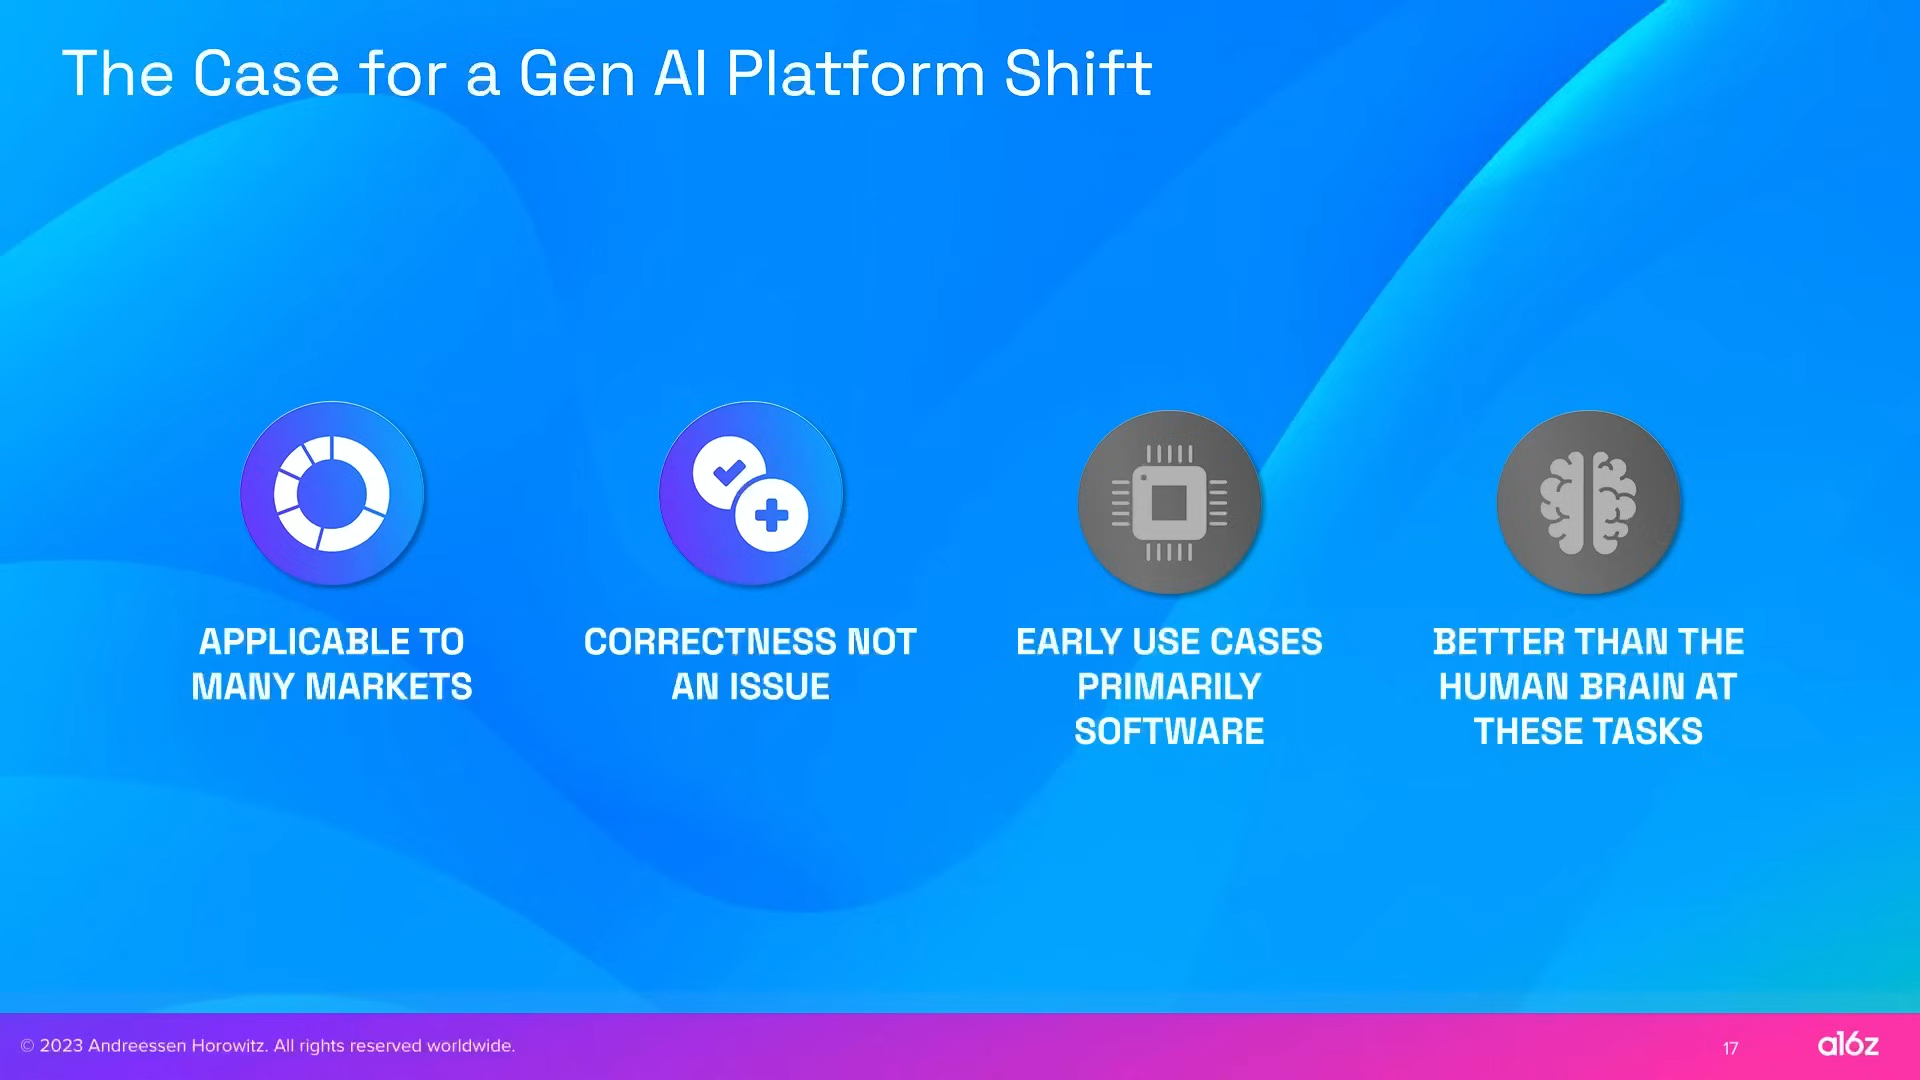 The Case for a Gen AI Platform Shift
APPLICABLE TO
MANY MARKETS
CORRECTNESS NOT
AN ISSUE
EARLY USE CASES
PRIMARILY
SOFTWARE
BETTER THAN THE
HUMAN BRAIN AT
THESE TASKS
© 2023 Andreessen Horowitz. All rights reserved worldwide.
17
a16z